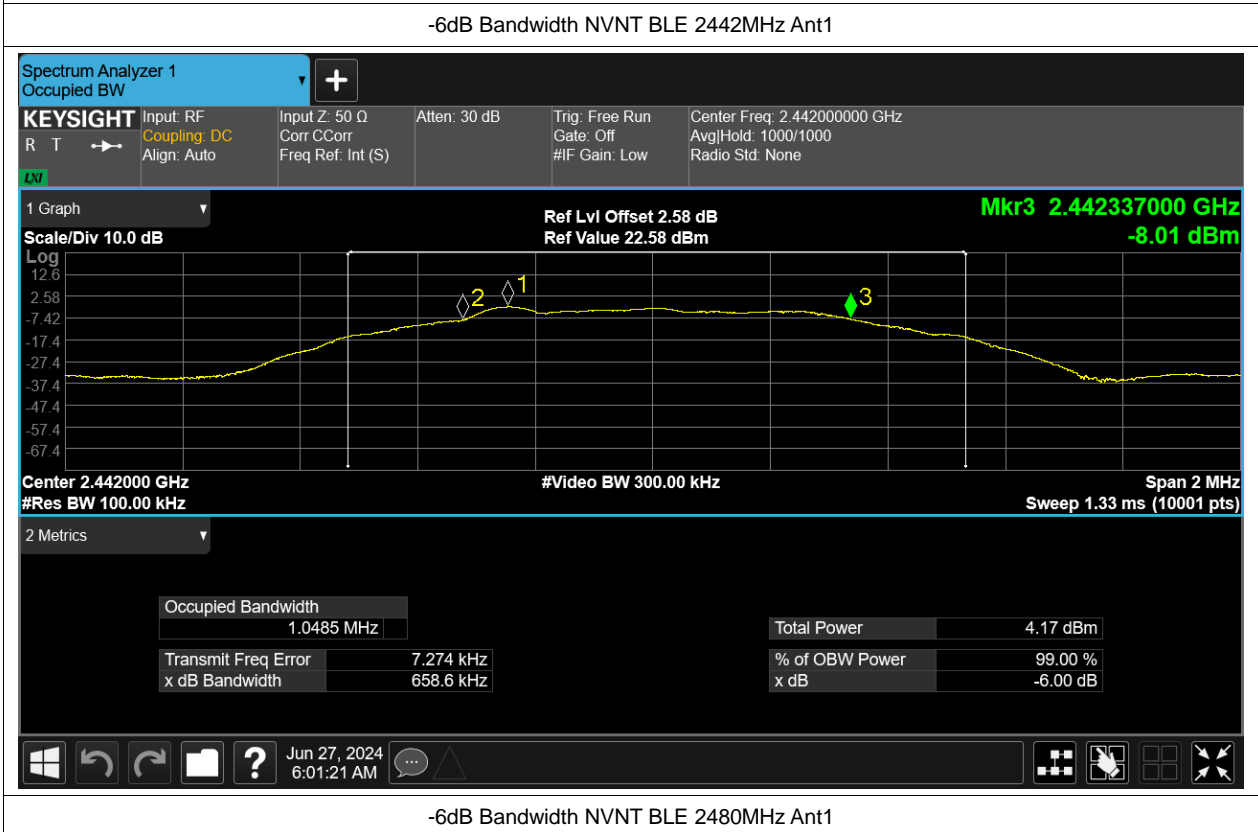 -6dB Bandwidth NVNT BLE 2442MHz Ant1
Spectrum Analyzer 1
Occupied BW
KEYSIGHT Input: RF Input Z: 50 Ω Atten: 30 dB Trig: Free Run Center Freq: 2.442000000 GHz
R T Coupling: DC Corr CCorr Gate: Off Avg|Hold: 1000/1000
Align: Auto Freq Ref: Int (S) #IF Gain: Low Radio Std: None
LXI
1 Graph Ref Lvl Offset 2.58 dB Mkr3 2.442337000 GHz
Scale/Div 10.0 dB Ref Value 22.58 dBm -8.01 dBm
Log
12.6
2.58
-7.42
-17.4
-27.4
-37.4
-47.4
-57.4
-67.4
2 1 3
Center 2.442000 GHz #Video BW 300.00 kHz Span 2 MHz
#Res BW 100.00 kHz Sweep 1.33 ms (10001 pts)
2 Metrics
Occupied Bandwidth
1.0485 MHz Total Power 4.17 dBm
Transmit Freq Error 7.274 kHz % of OBW Power 99.00 %
x dB Bandwidth 658.6 kHz x dB -6.00 dB
? Jun 27, 2024
6:01:21 AM
-6dB Bandwidth NVNT BLE 2480MHz Ant1